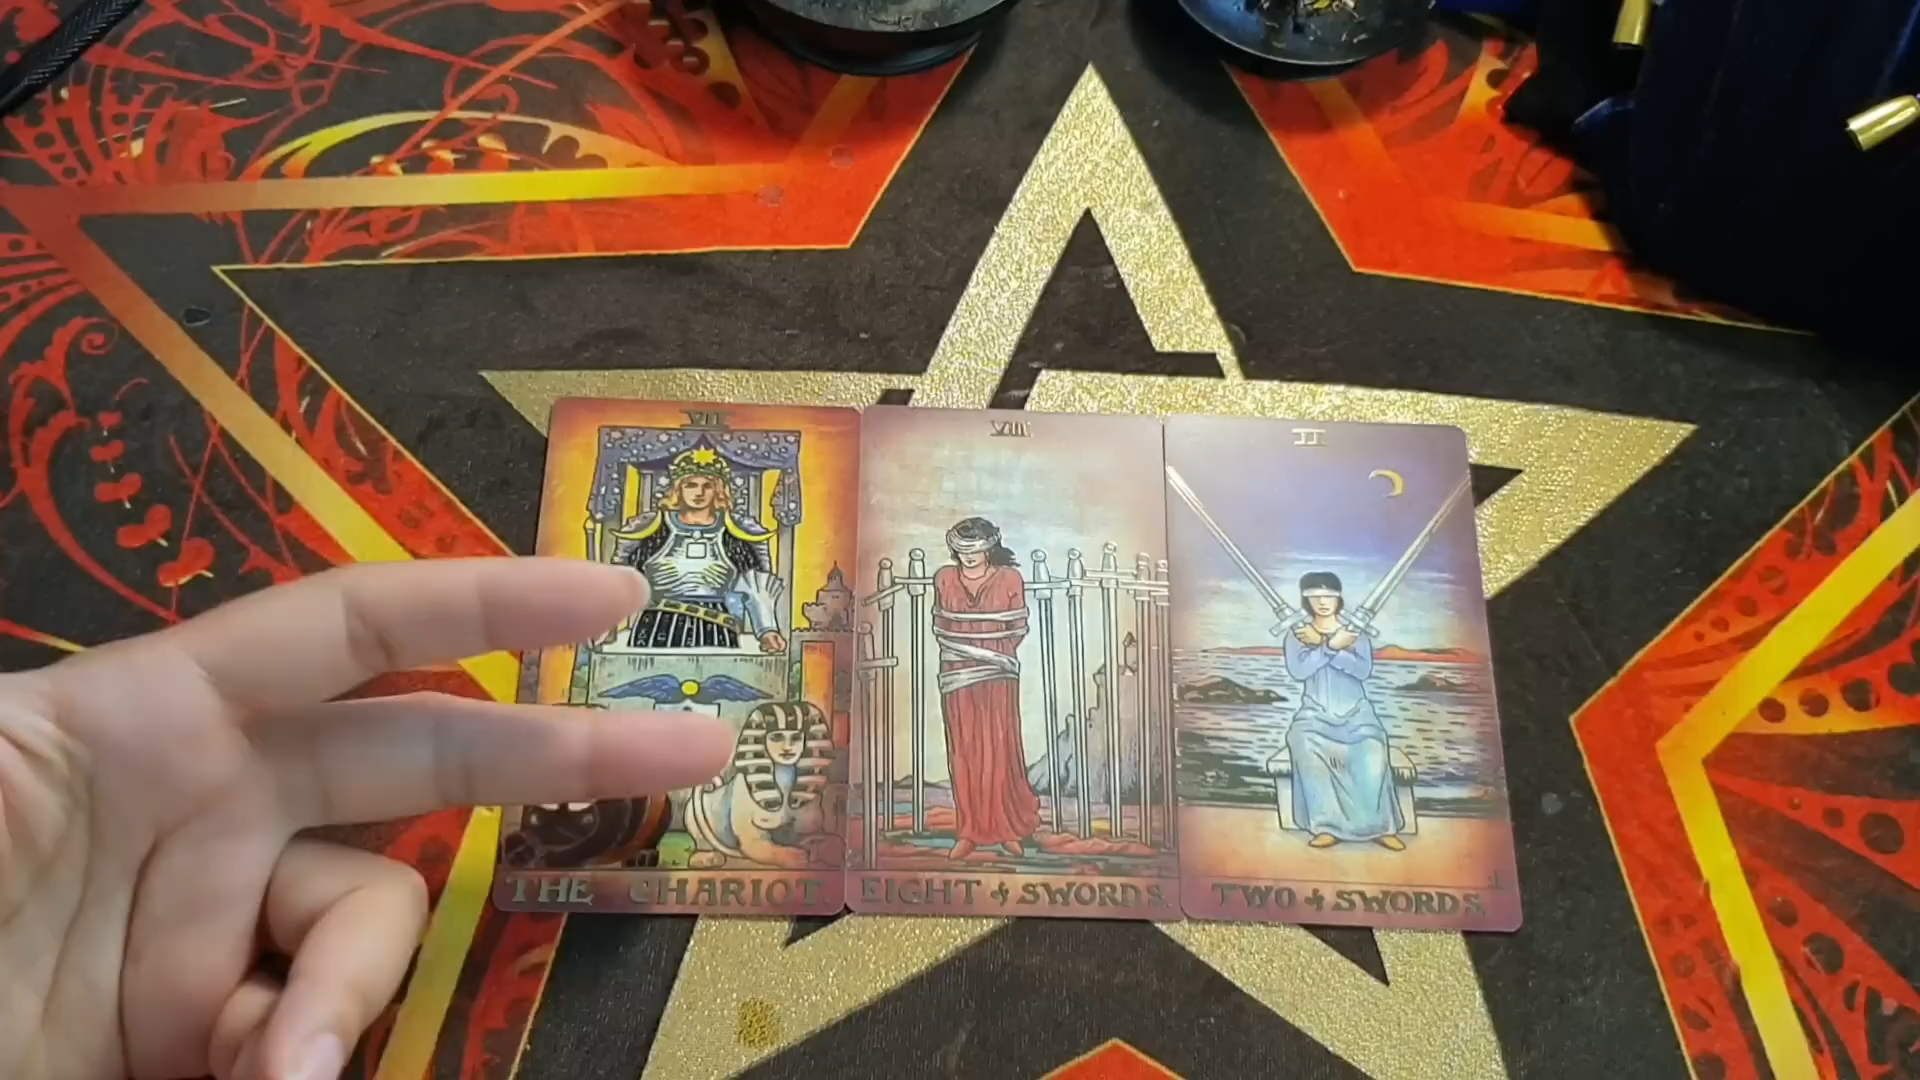 VII
VIII
II
THE CHARIOT.
EIGHT of SWORDS.
TWO of SWORDS.